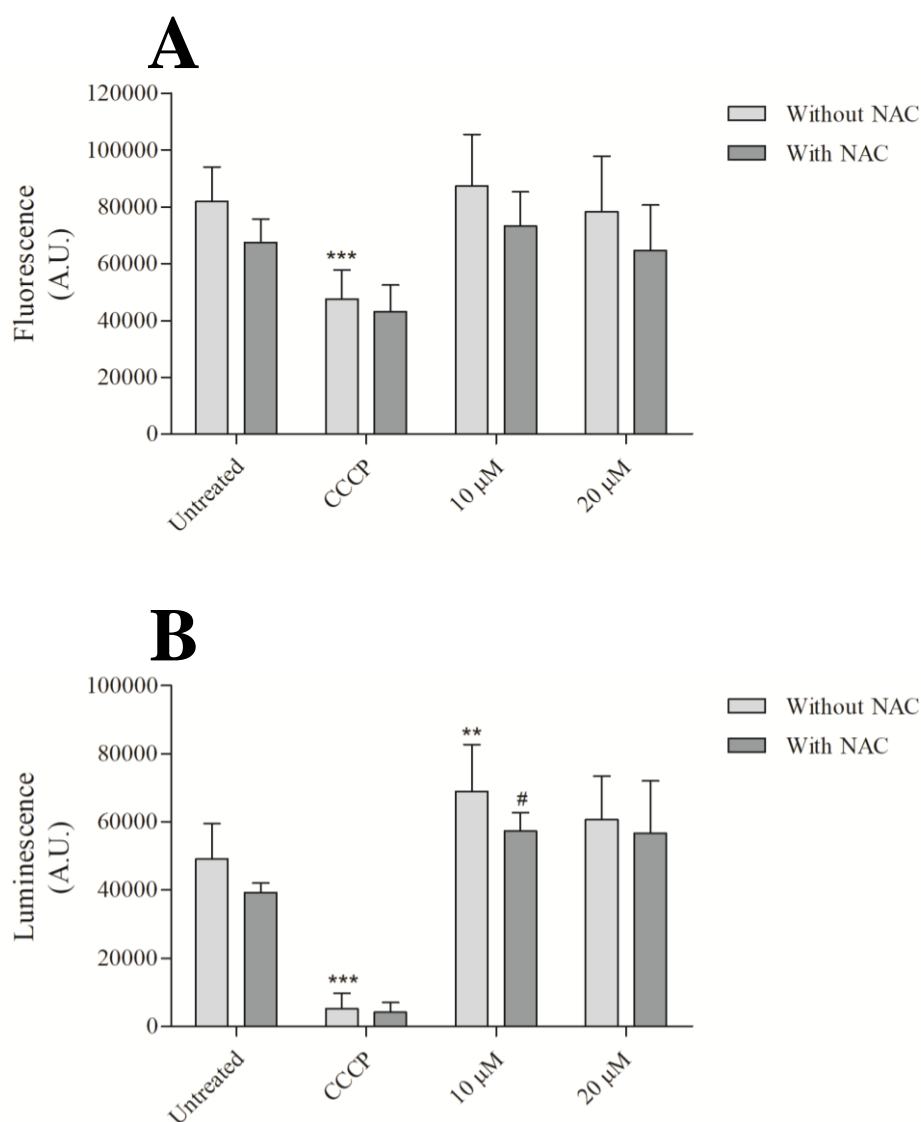 A
120000
100000
80000
60000
40000
20000
0
Fluorescence
(A.U.)
***
Untreated
CCCP
10 µM
20 µM
Without NAC
With NAC
B
100000
80000
60000
40000
20000
0
Luminescence
(A.U.)
***
**
#
Untreated
CCCP
10 µM
20 µM
Without NAC
With NAC